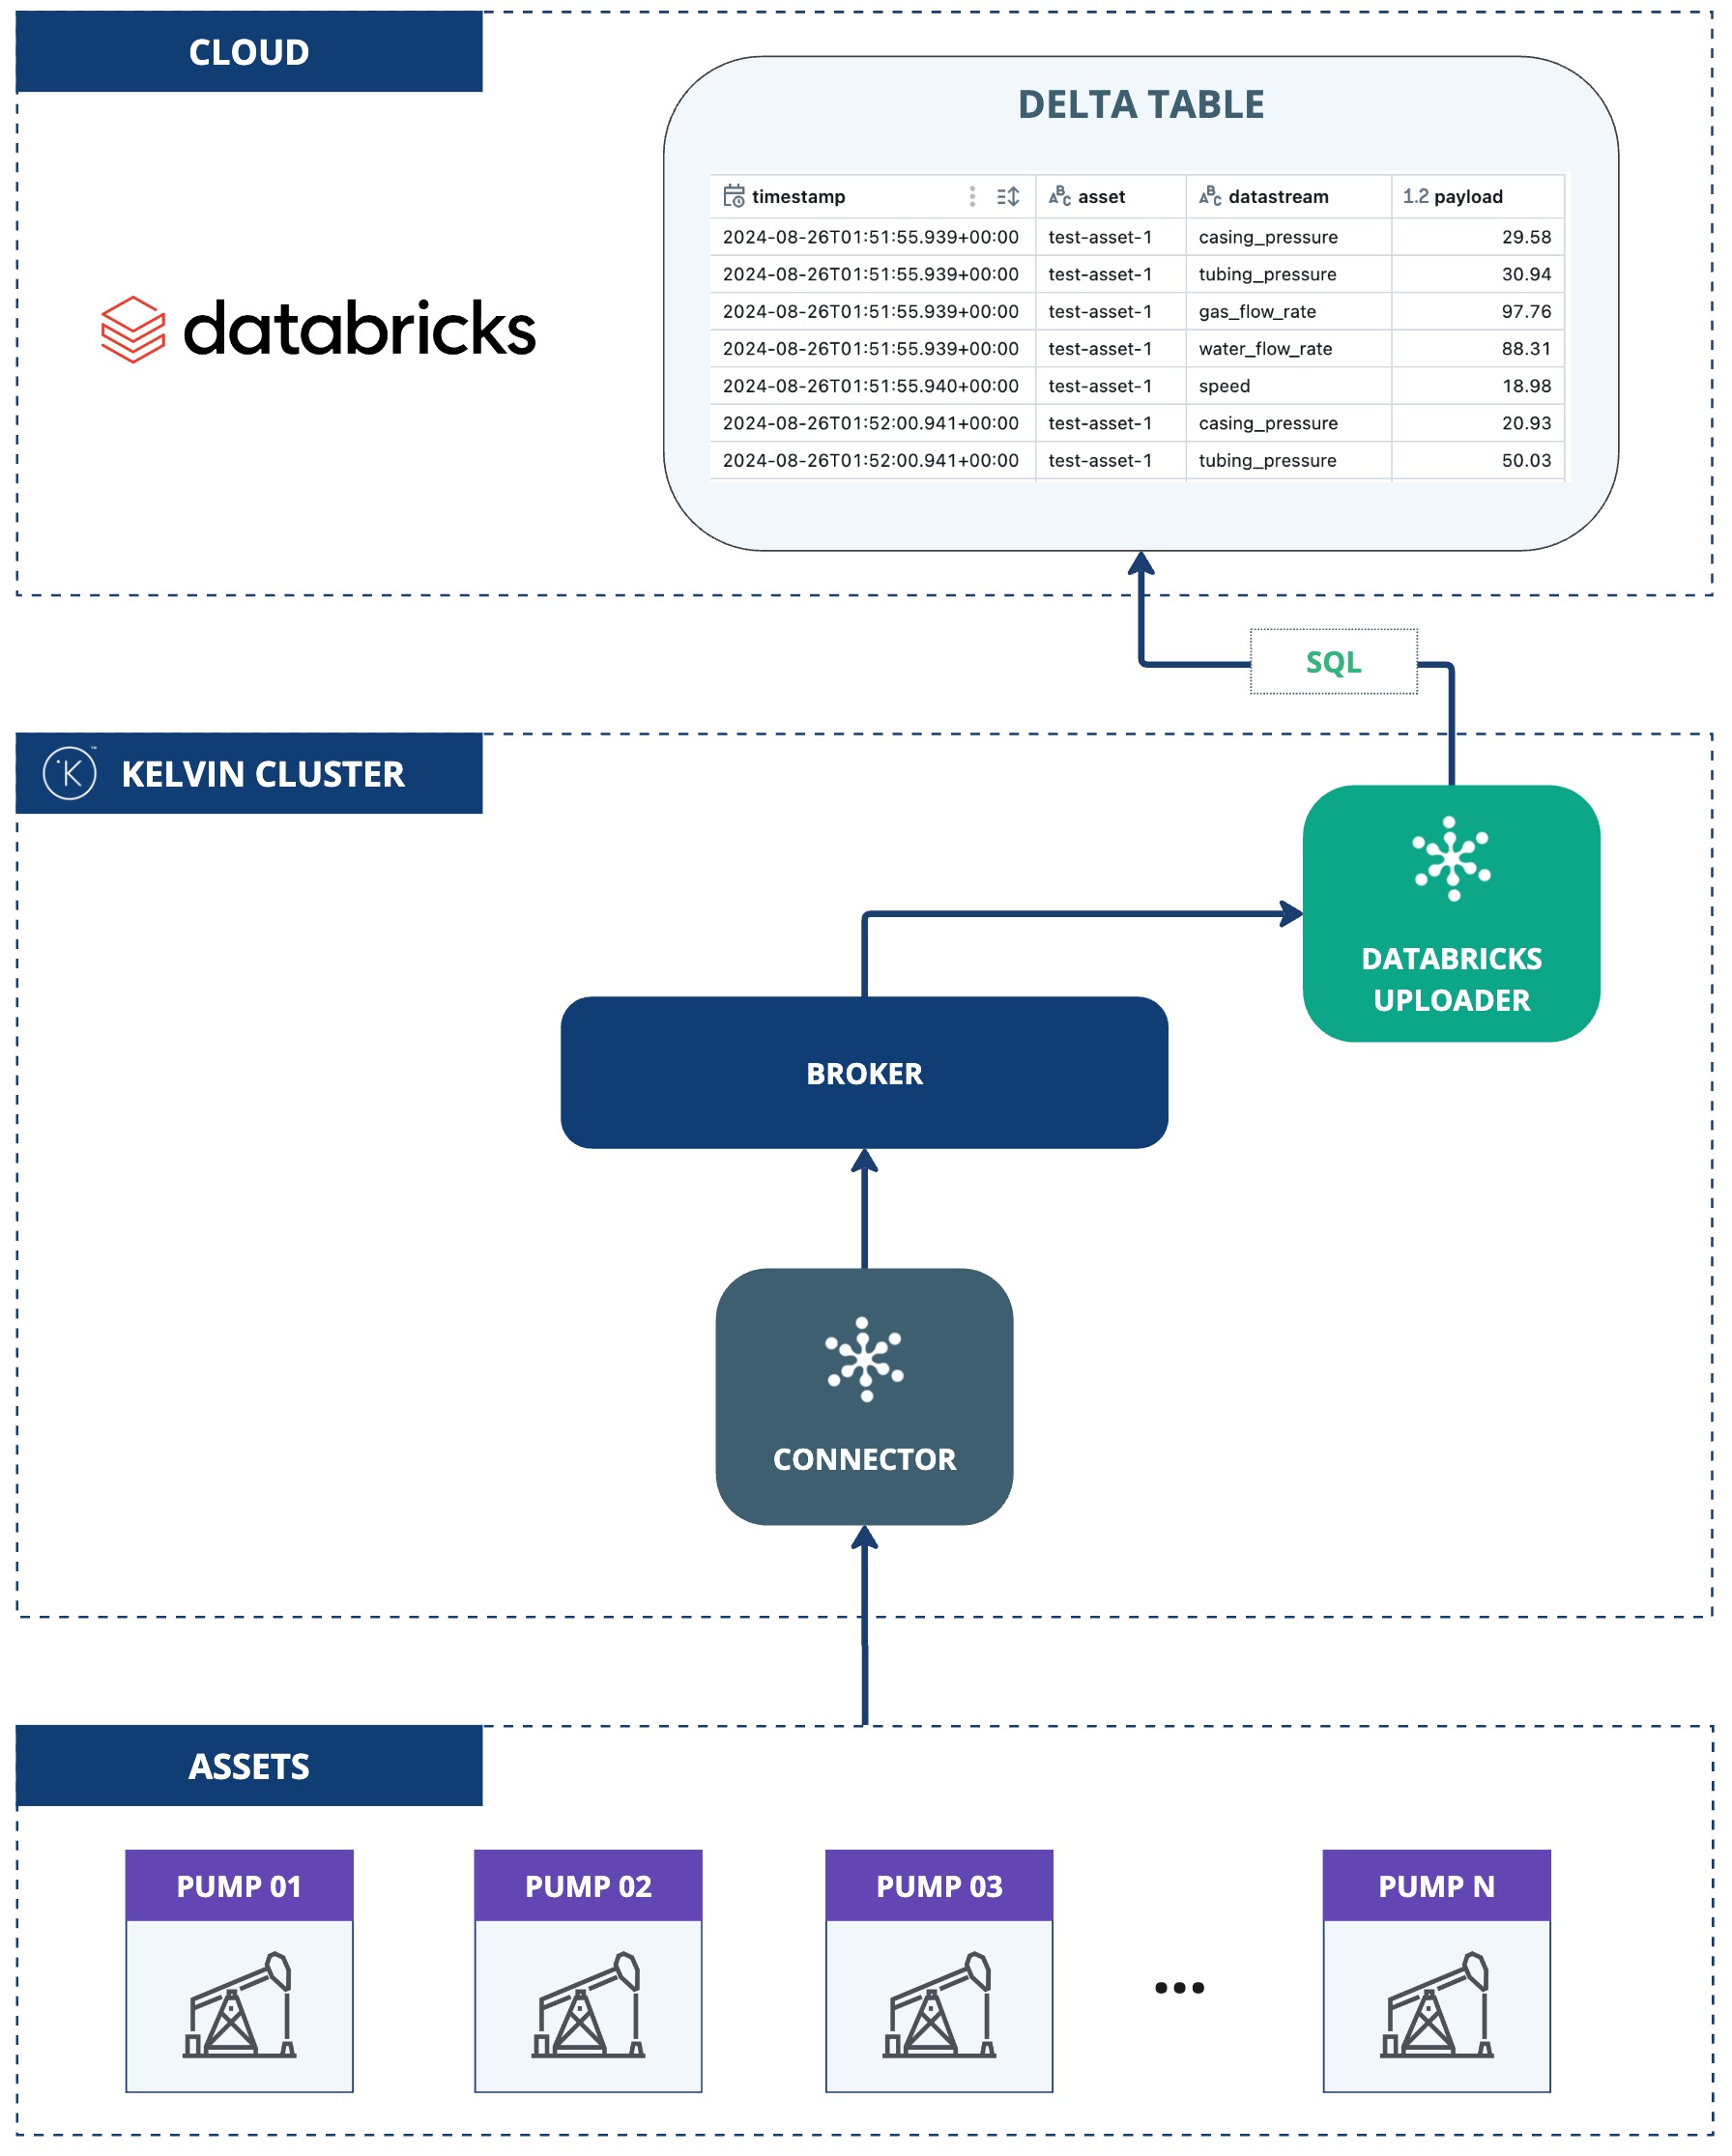 CLOUD
DELTA TABLE
timestamp asset datastream 1.2 payload
2024-08-26T01:51:55.939+00:00 test-asset-1 casing_pressure 29.58
2024-08-26T01:51:55.939+00:00 test-asset-1 tubing_pressure 30.94
2024-08-26T01:51:55.939+00:00 test-asset-1 gas_flow_rate 97.76
2024-08-26T01:51:55.939+00:00 test-asset-1 water_flow_rate 88.31
2024-08-26T01:51:55.940+00:00 test-asset-1 speed 18.98
2024-08-26T01:52:00.941+00:00 test-asset-1 casing_pressure 20.93
2024-08-26T01:52:00.941+00:00 test-asset-1 tubing_pressure 50.03
databricks
SQL
K™ KELVIN CLUSTER
DATABRICKS
UPLOADER
BROKER
CONNECTOR
ASSETS
PUMP 01 PUMP 02 PUMP 03 ... PUMP N